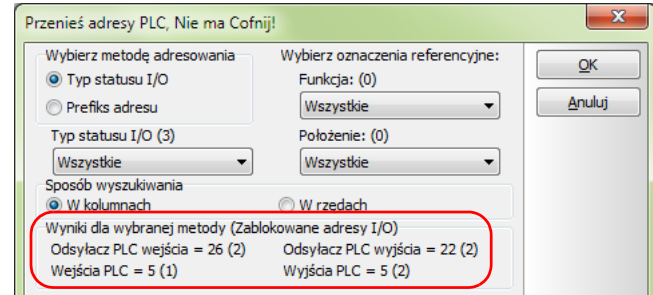 Przenieś adresy PLC, Nie ma Cofnij!
Wybierz metodę adresowania
Wybierz oznaczenia referencyjne:
OK
Typ statusu I/O
Funkcja: (0)
Prefiks adresu
Wszystkie
Anuluj
Typ statusu I/O (3)
Położenie: (0)
Wszystkie
Wszystkie
Sposób wyszukiwania
W kolumnach
W rzedach
Wyniki dla wybranej metody (Zablokowane adresy I/O)
Odsyłacz PLC wejścia = 26 (2)
Odsyłacz PLC wyjścia = 22 (2)
Wejścia PLC = 5 (1)
Wyjścia PLC = 5 (2)